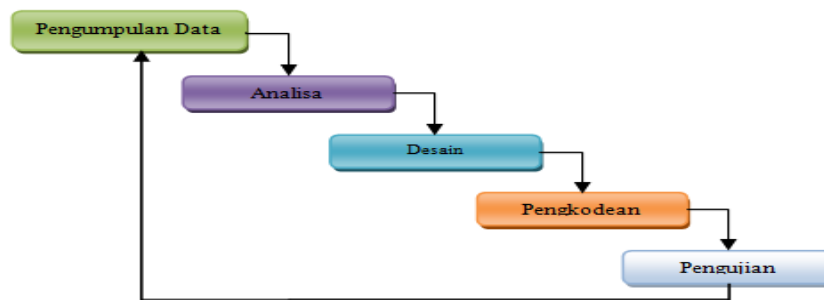 Pengumpulan Data
Analisa
Desain
Pengkodean
Pengujian